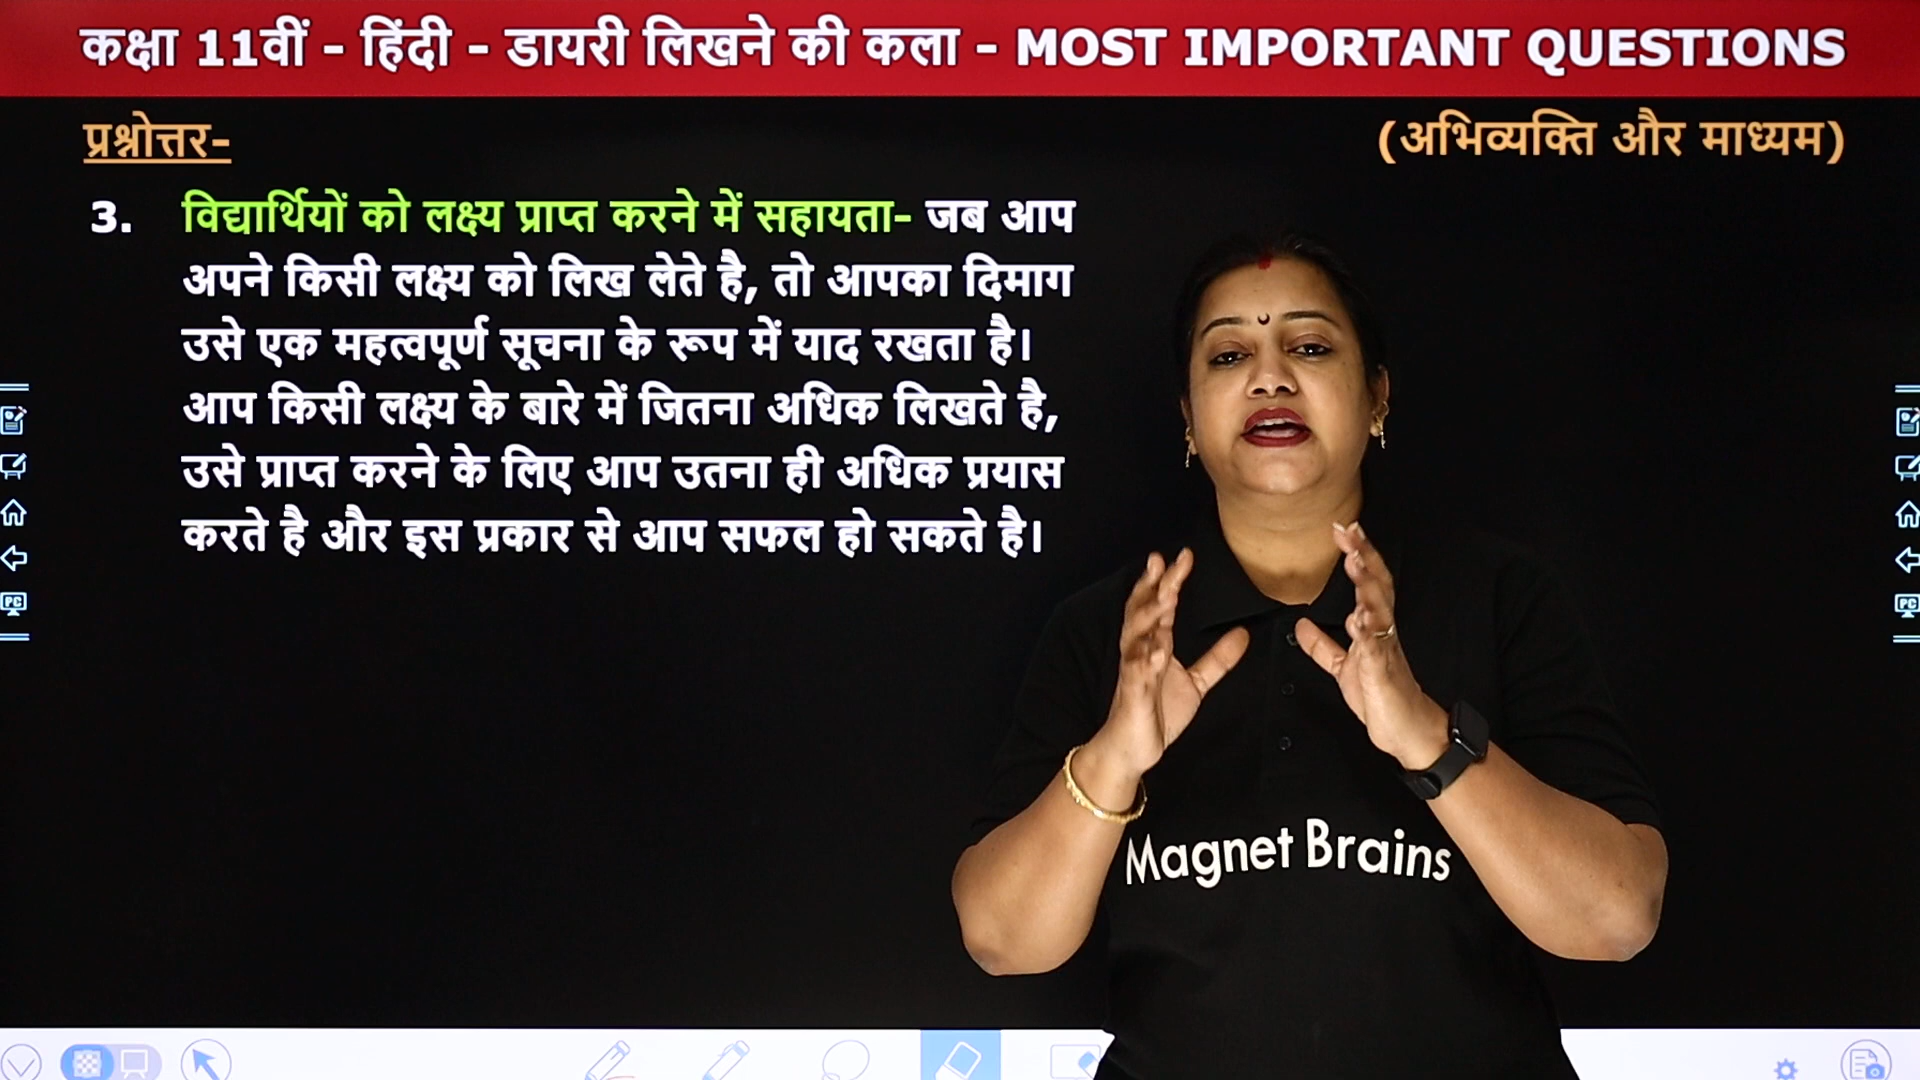 कक्षा 11वीं - हिंदी - डायरी लिखने की कला - MOST IMPORTANT QUESTIONS
प्रश्नोत्तर-
(अभिव्यक्ति और माध्यम)
3. विद्यार्थियों को लक्ष्य प्राप्त करने में सहायता- जब आप
अपने किसी लक्ष्य को लिख लेते है, तो आपका दिमाग
उसे एक महत्वपूर्ण सूचना के रूप में याद रखता है।
आप किसी लक्ष्य के बारे में जितना अधिक लिखते है,
उसे प्राप्त करने के लिए आप उतना ही अधिक प्रयास
करते है और इस प्रकार से आप सफल हो सकते है।
PC
PC
Magnet Brains